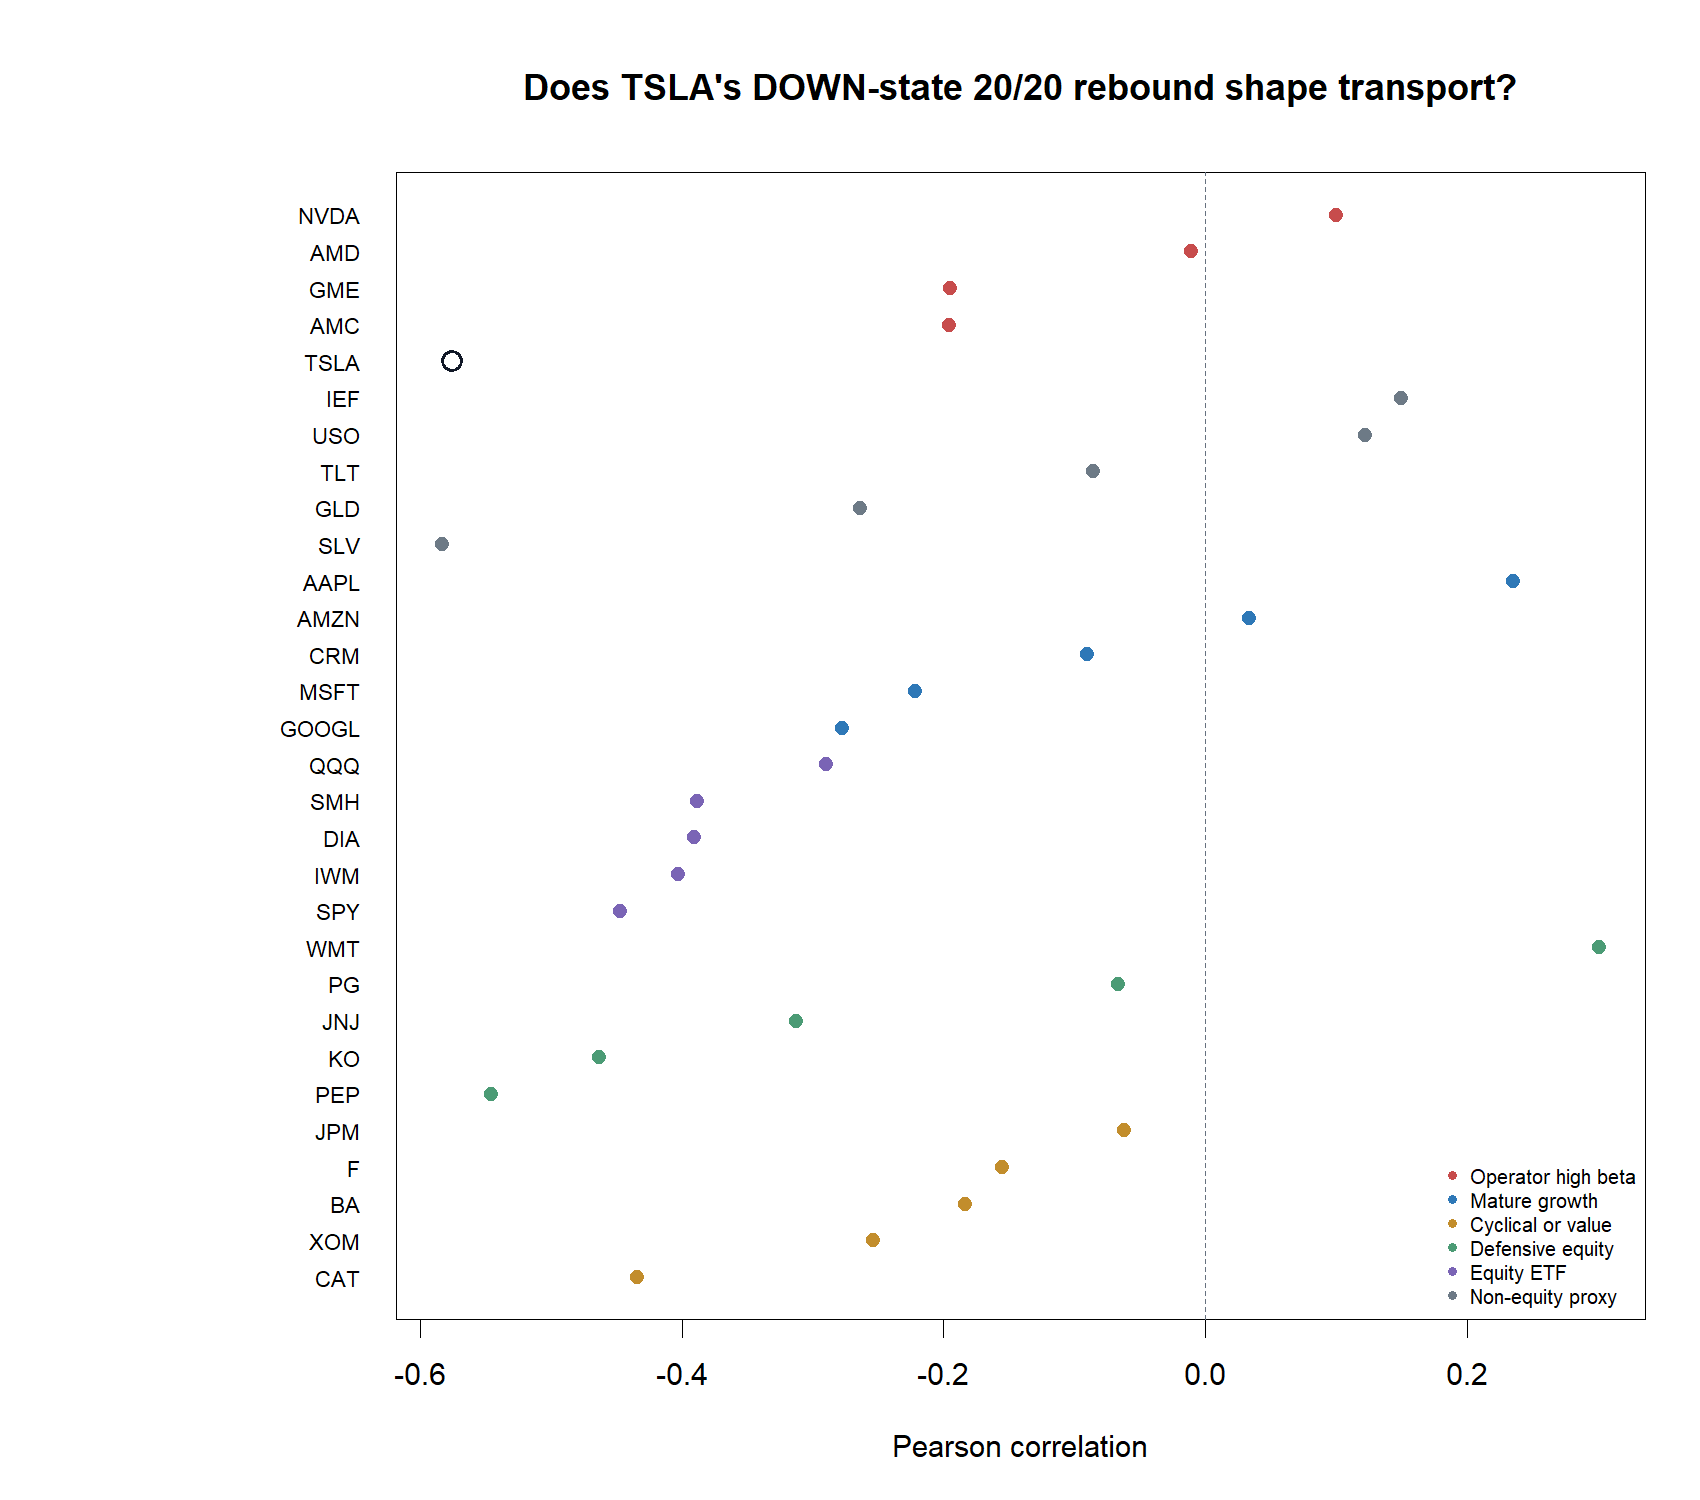 Does TSLA's DOWN-state 20/20 rebound shape transport?
NVDA
AMD
GME
AMC
TSLA
IEF
USO
TLT
GLD
SLV
AAPL
AMZN
CRM
MSFT
GOOGL
QQQ
SMH
DIA
IWM
SPY
WMT
PG
JNJ
KO
PEP
JPM
F
BA
XOM
CAT
Operator high beta
Mature growth
Cyclical or value
Defensive equity
Equity ETF
Non-equity proxy
-0.6 -0.4 -0.2 0.0 0.2
Pearson correlation